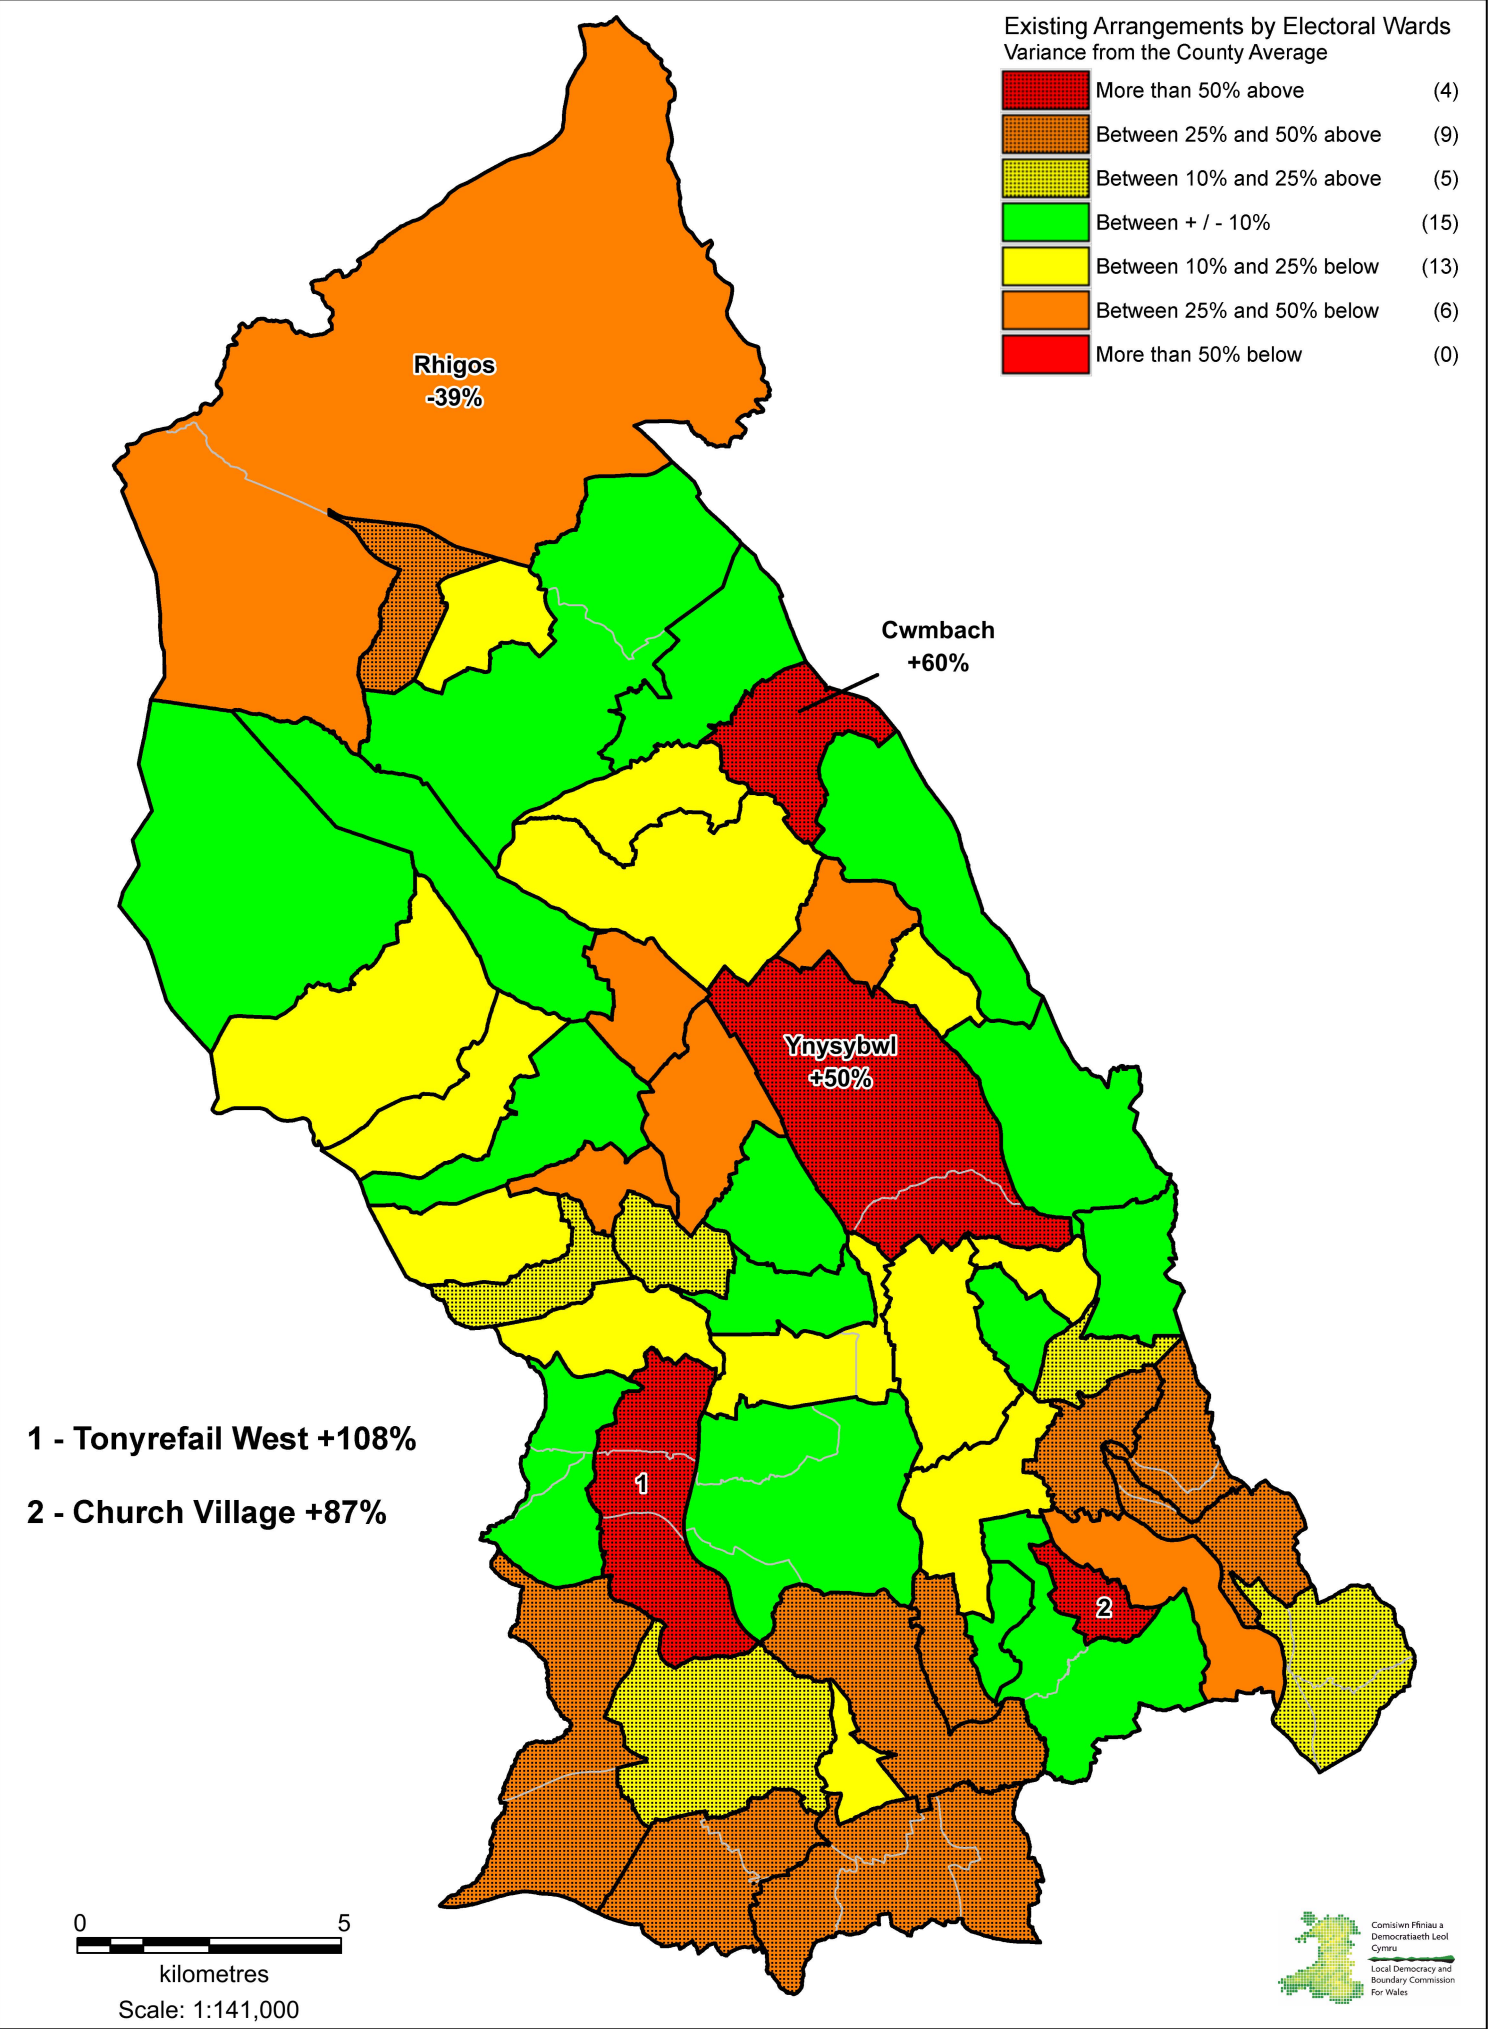 Existing Arrangements by Electoral Wards
Variance from the County Average
More than 50% above (4)
Between 25% and 50% above (9)
Between 10% and 25% above (5)
Between + / - 10% (15)
Between 10% and 25% below (13)
Between 25% and 50% below (6)
More than 50% below (0)
Rhigos
-39%
Cwmbach
+60%
Ynysybwl
+50%
1 - Tonyrefail West +108%
2 - Church Village +87%
1
2
0 5
kilometres
Scale: 1:141,000
Comisiwn Ffiniau a
Democratiaeth Leol
Cymru
Local Democracy and
Boundary Commission
For Wales